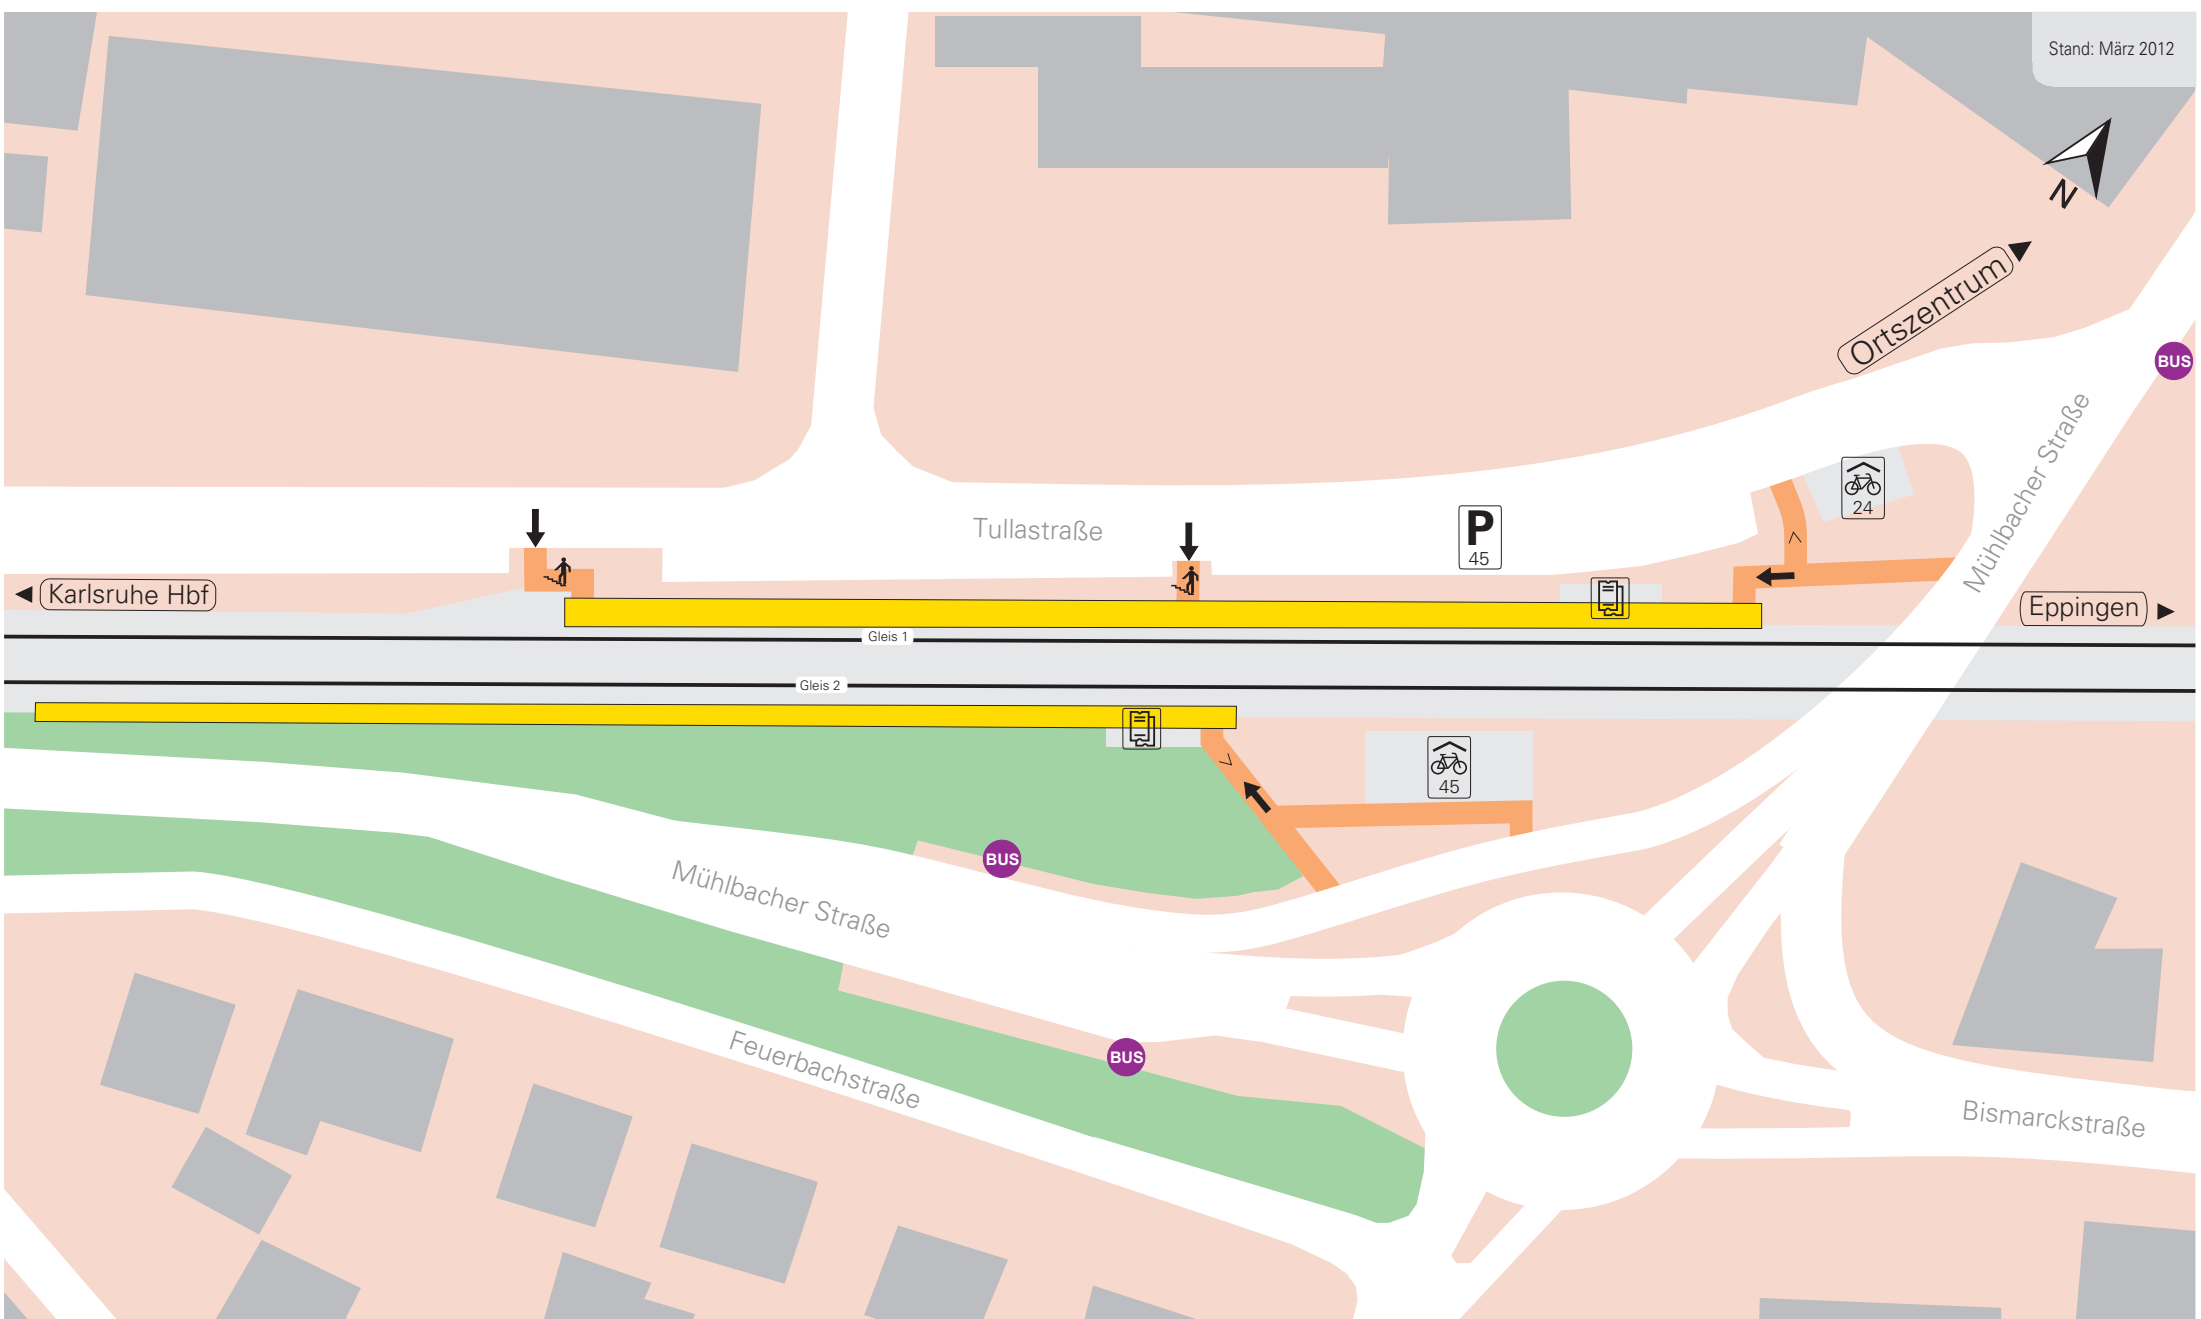 Stand: März 2012
N
Ortszentrum
BUS
Mühlbacher Straße
24
P
45
Tullastraße
Karlsruhe Hbf
Eppingen
Gleis 1
Gleis 2
45
BUS
Mühlbacher Straße
BUS
Feuerbachstraße
Bismarckstraße